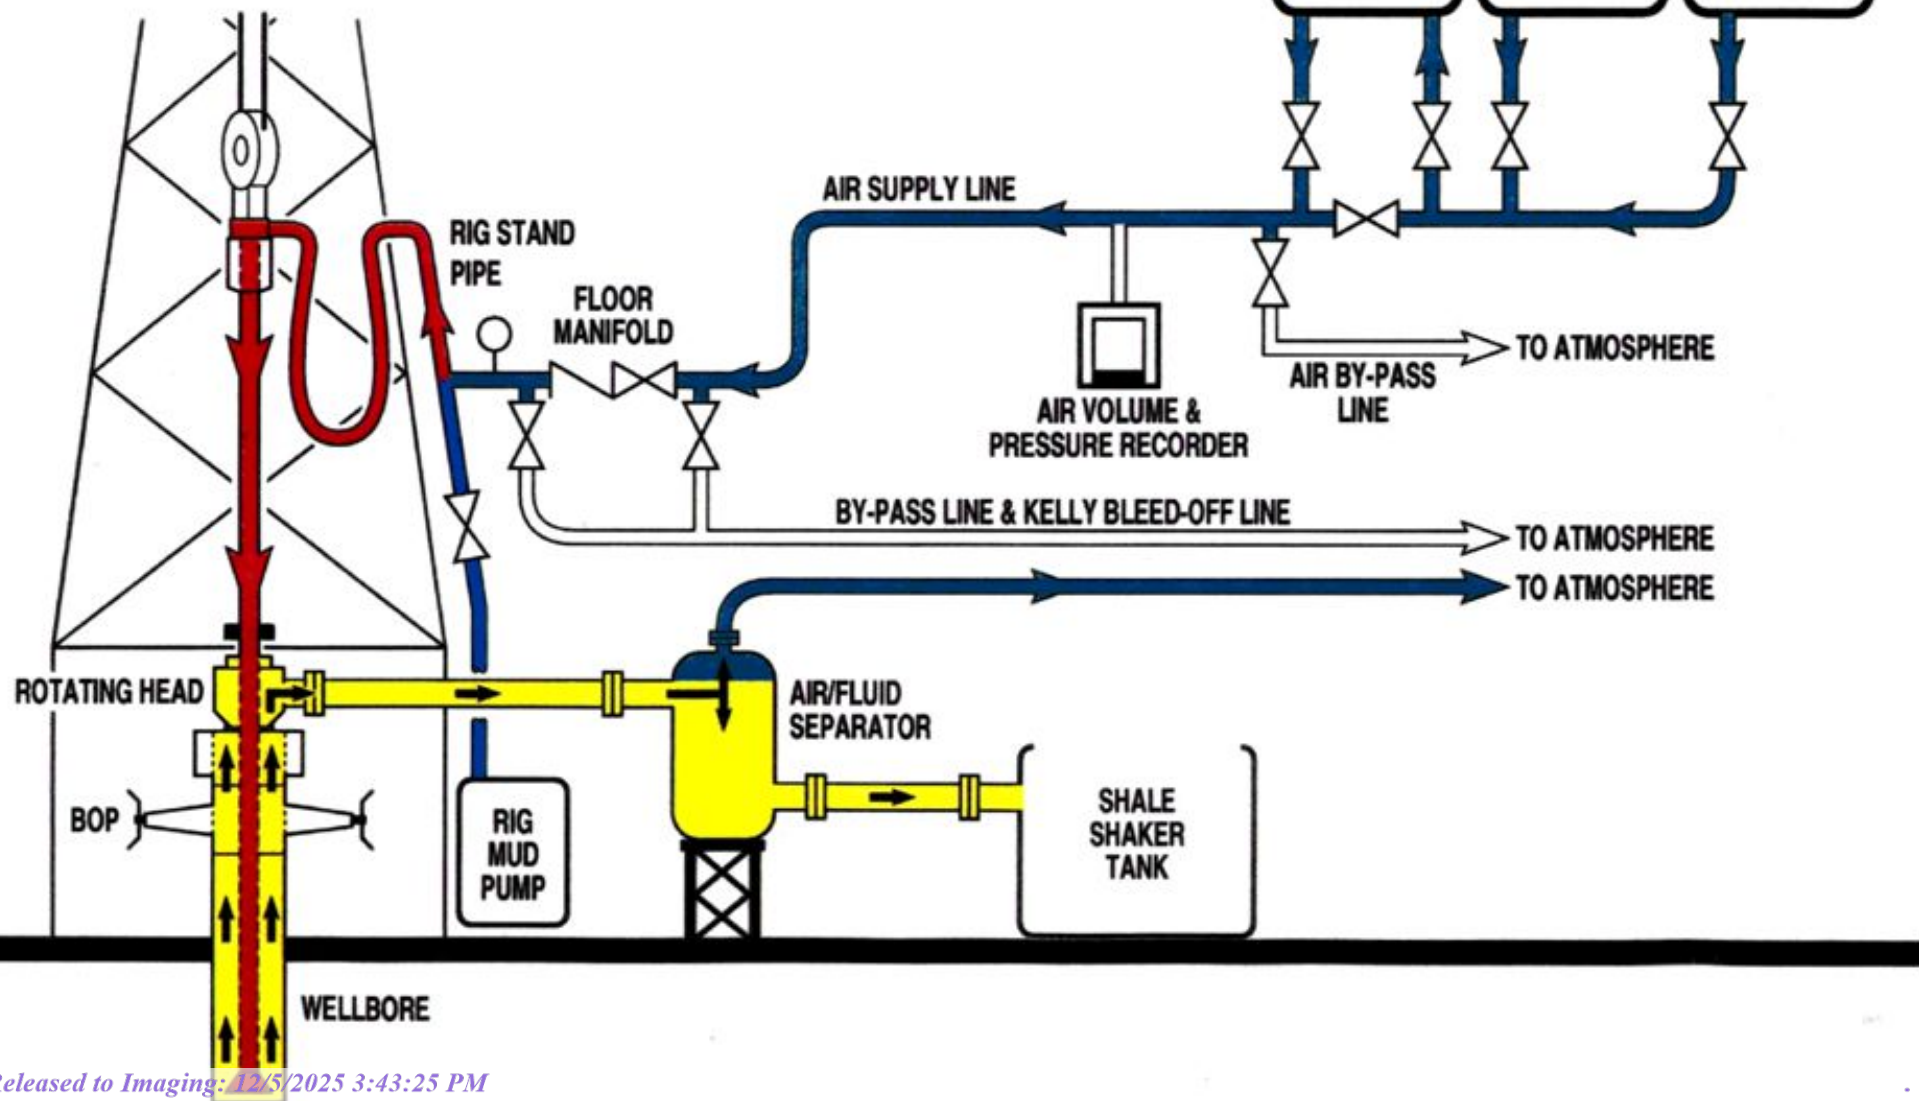 AIR SUPPLY LINE
RIG STAND
PIPE
FLOOR
MANIFOLD
TO ATMOSPHERE
AIR BY-PASS
LINE
AIR VOLUME &
PRESSURE RECORDER
BY-PASS LINE & KELLY BLEED-OFF LINE
TO ATMOSPHERE
TO ATMOSPHERE
ROTATING HEAD
AIR/FLUID
SEPARATOR
BOP
RIG
MUD
PUMP
SHALE
SHAKER
TANK
WELLBORE
eleased to Imaging: 12/5/2025 3:43:25 PM